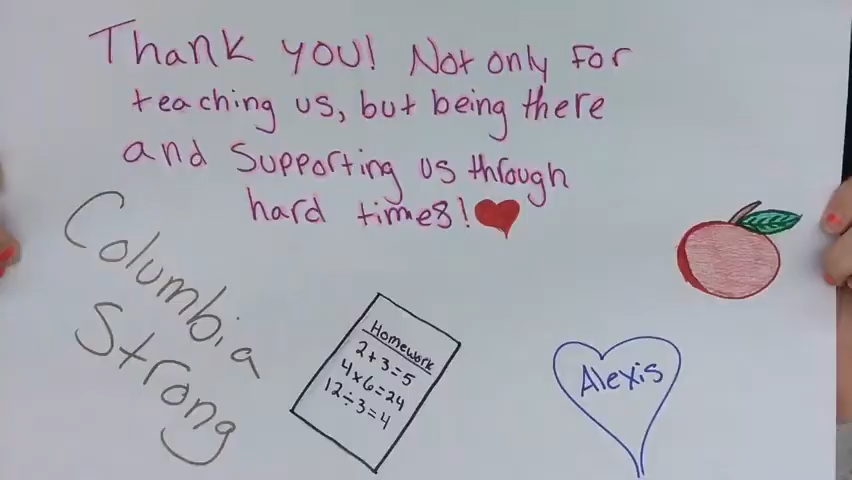 Thank you! Not only for
teaching us, but being there
and supporting us through
hard times!
Columbia
Strong
Homework
2+3=5
4×6=24
12÷3=4
Alexis